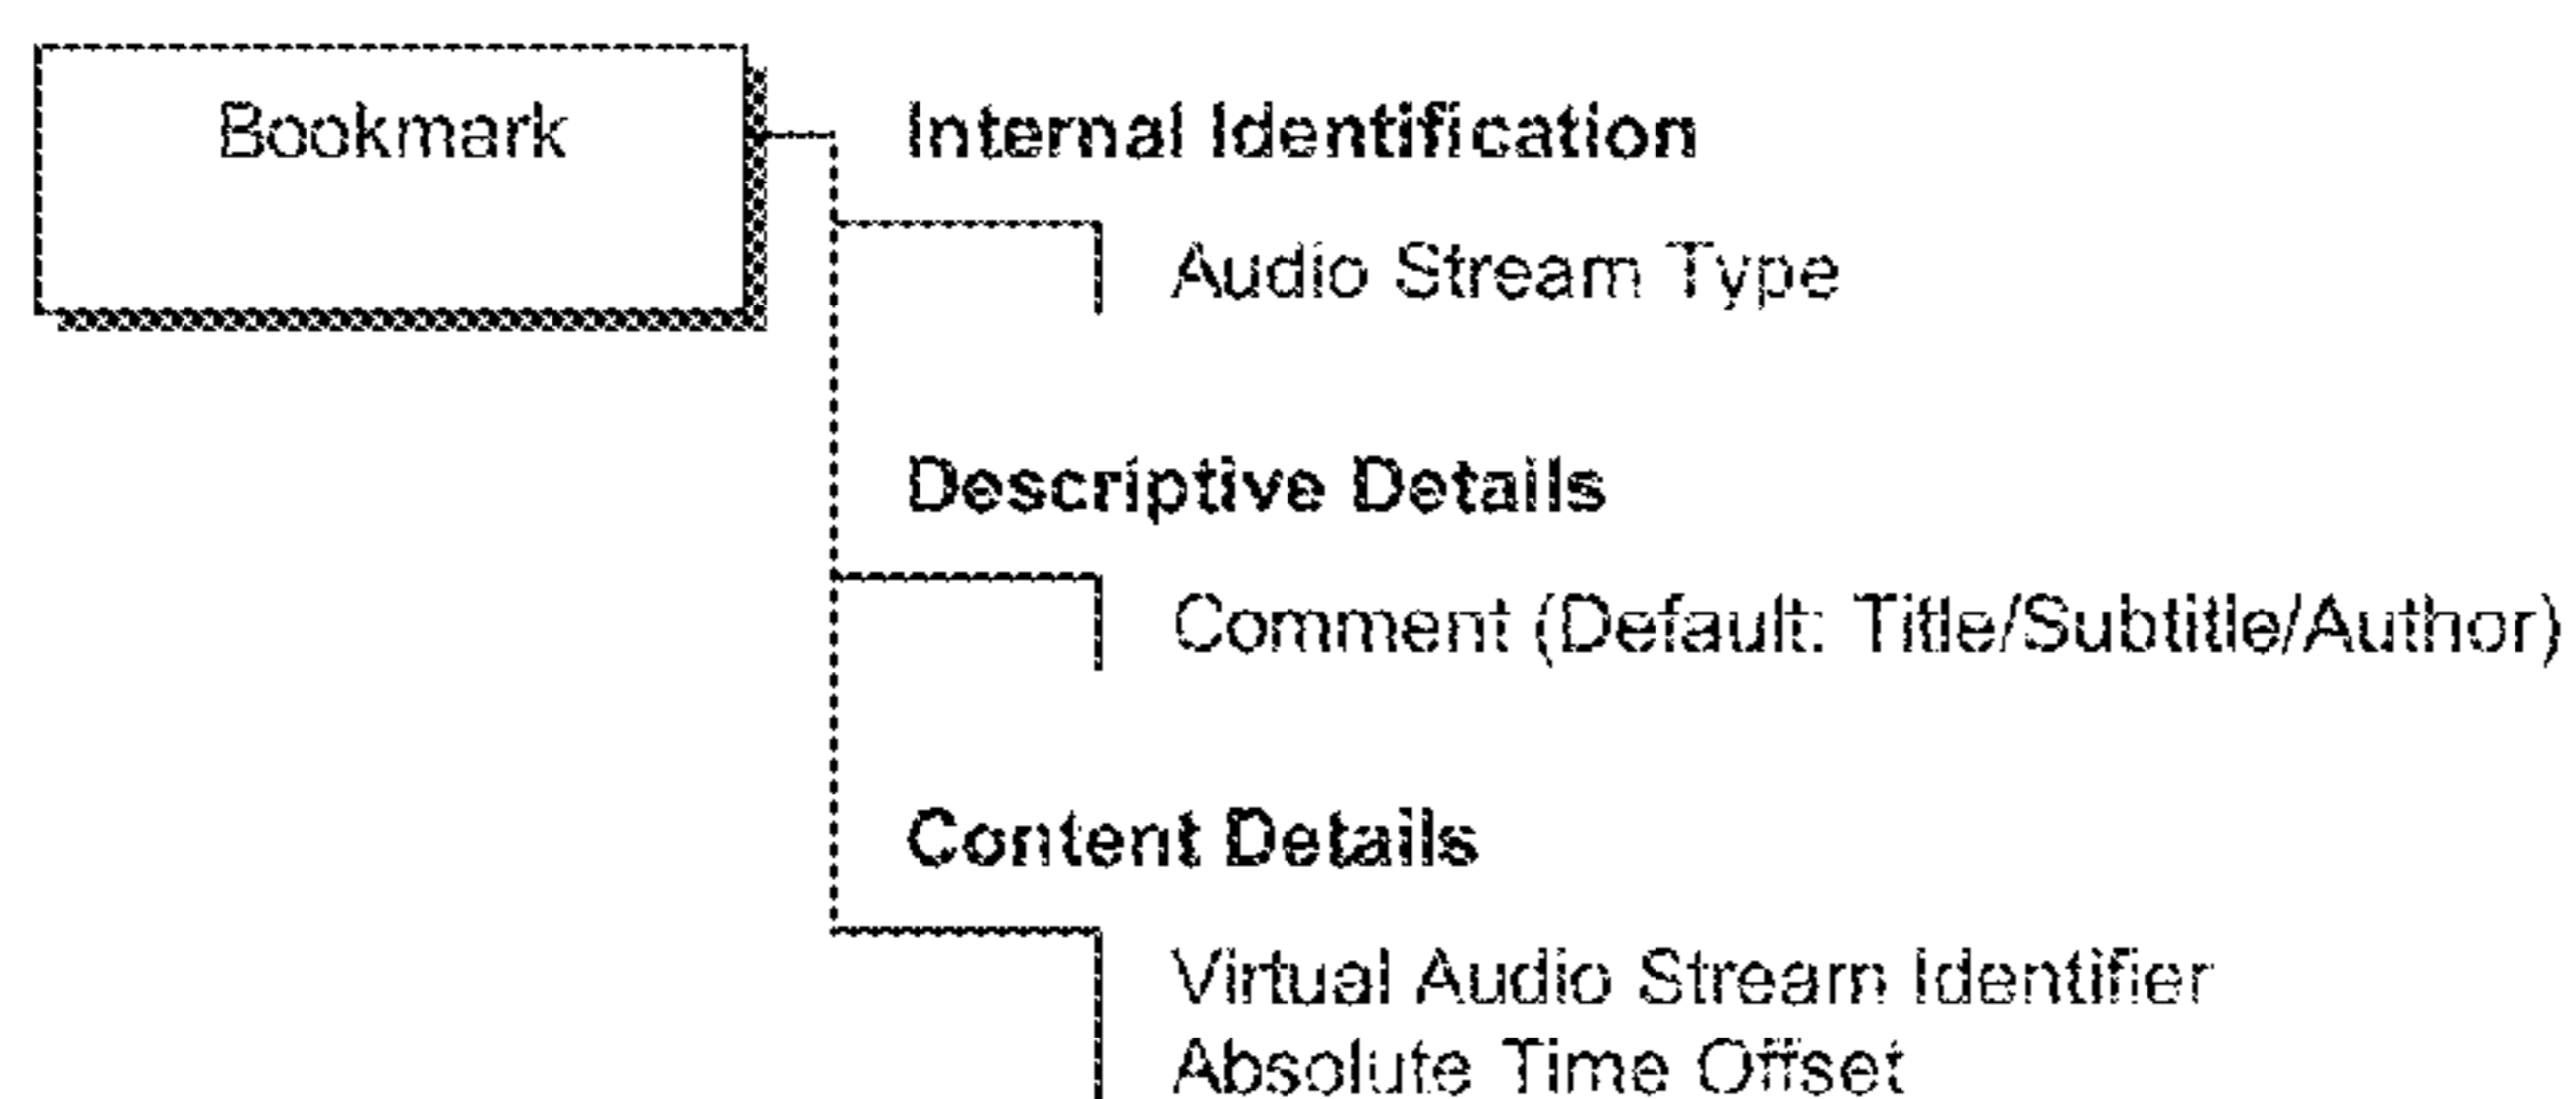 Bookmark
Internal Identification
Audio Stream Type
Descriptive Details
Comment (Default: Title/Subtitle/Author)
Content Details
Virtual Audio Stream Identifier
Absolute Time Offset